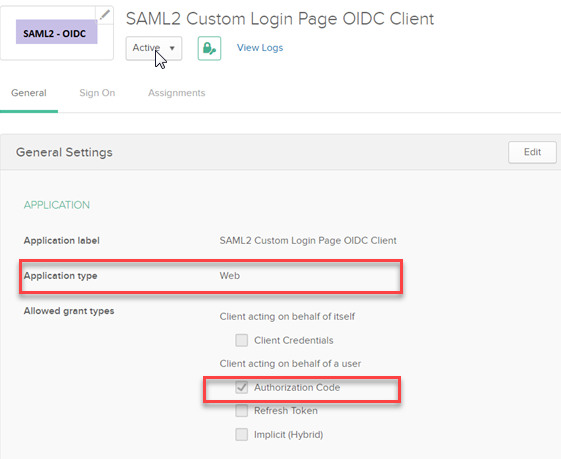 SAML2 Custom Login Page OIDC Client
SAML2 - OIDC
Active
View Logs
General
Sign On
Assignments
General Settings
Edit
APPLICATION
Application label
SAML2 Custom Login Page OIDC Client
Application type
Web
Allowed grant types
Client acting on behalf of itself
Client Credentials
Client acting on behalf of a user
Authorization Code
Refresh Token
Implicit (Hybrid)